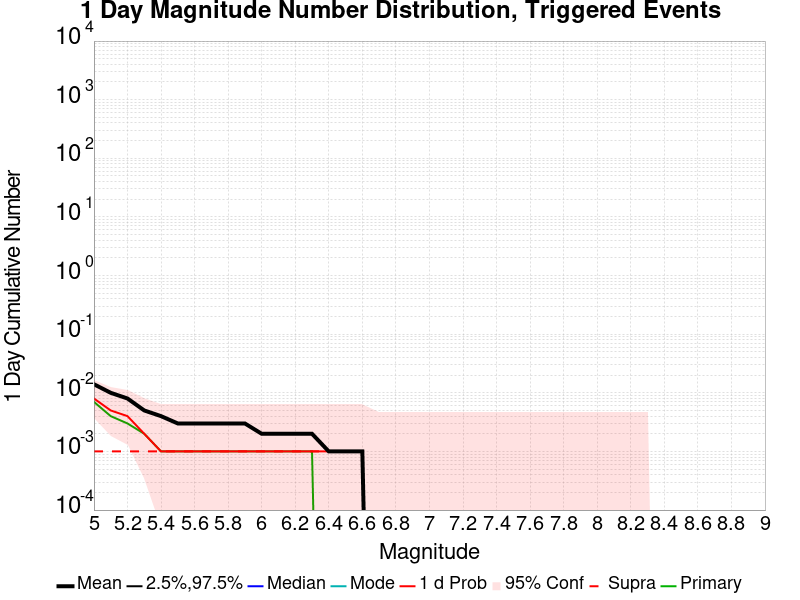 1 Day Magnitude Number Distribution, Triggered Events
10^4
10^3
10^2
10^1
10^0
10^-1
10^-2
10^-3
10^-4
1 Day Cumulative Number
5 5.2 5.4 5.6 5.8 6 6.2 6.4 6.6 6.8 7 7.2 7.4 7.6 7.8 8 8.2 8.4 8.6 8.8 9
Magnitude
Mean 2.5%,97.5% Median Mode 1 d Prob 95% Conf Supra Primary